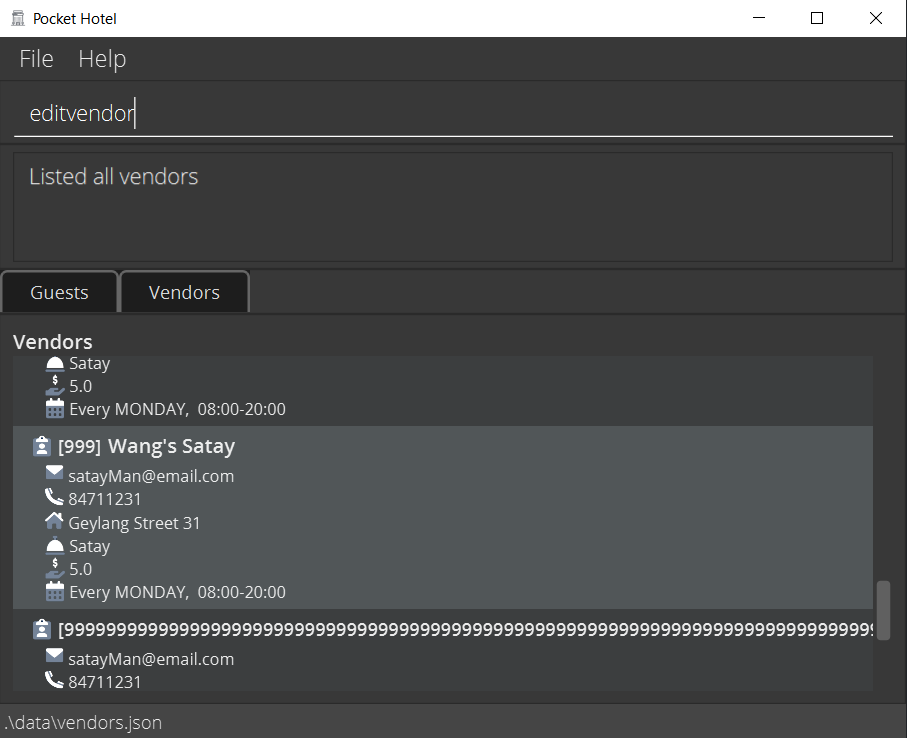 Pocket Hotel
File Help
editvendor
Listed all vendors
Guests Vendors
Vendors
Satay
5.0
Every MONDAY, 08:00-20:00
[999] Wang's Satay
satayMan@email.com
84711231
Geylang Street 31
Satay
5.0
Every MONDAY, 08:00-20:00
[999999999999999999999999999999999999999999999999999999999999999999999999999999
satayMan@email.com
84711231
.\data\vendors.json